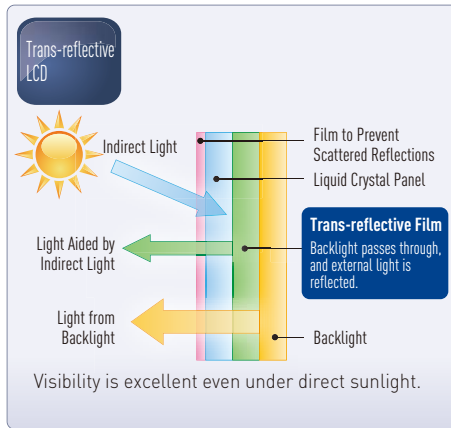 Trans-reflective
LCD
Indirect Light
Film to Prevent
Scattered Reflections
Liquid Crystal Panel
Trans-reflective Film
Backlight passes through,
and external light is
reflected.
Light Aided by
Indirect Light
Light from
Backlight
Backlight
Visibility is excellent even under direct sunlight.